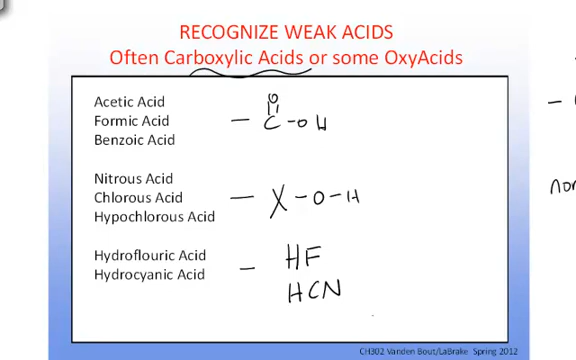 RECOGNIZE WEAK ACIDS
Often Carboxylic Acids or some OxyAcids
Acetic Acid
Formic Acid
Benzoic Acid
O
— C - O H
Nitrous Acid
Chlorous Acid
Hypochlorous Acid
— X - O - H
Hydroflouric Acid
Hydrocyanic Acid
— HF
HCN
CH302 Vanden Bout/LaBrake Spring 2012